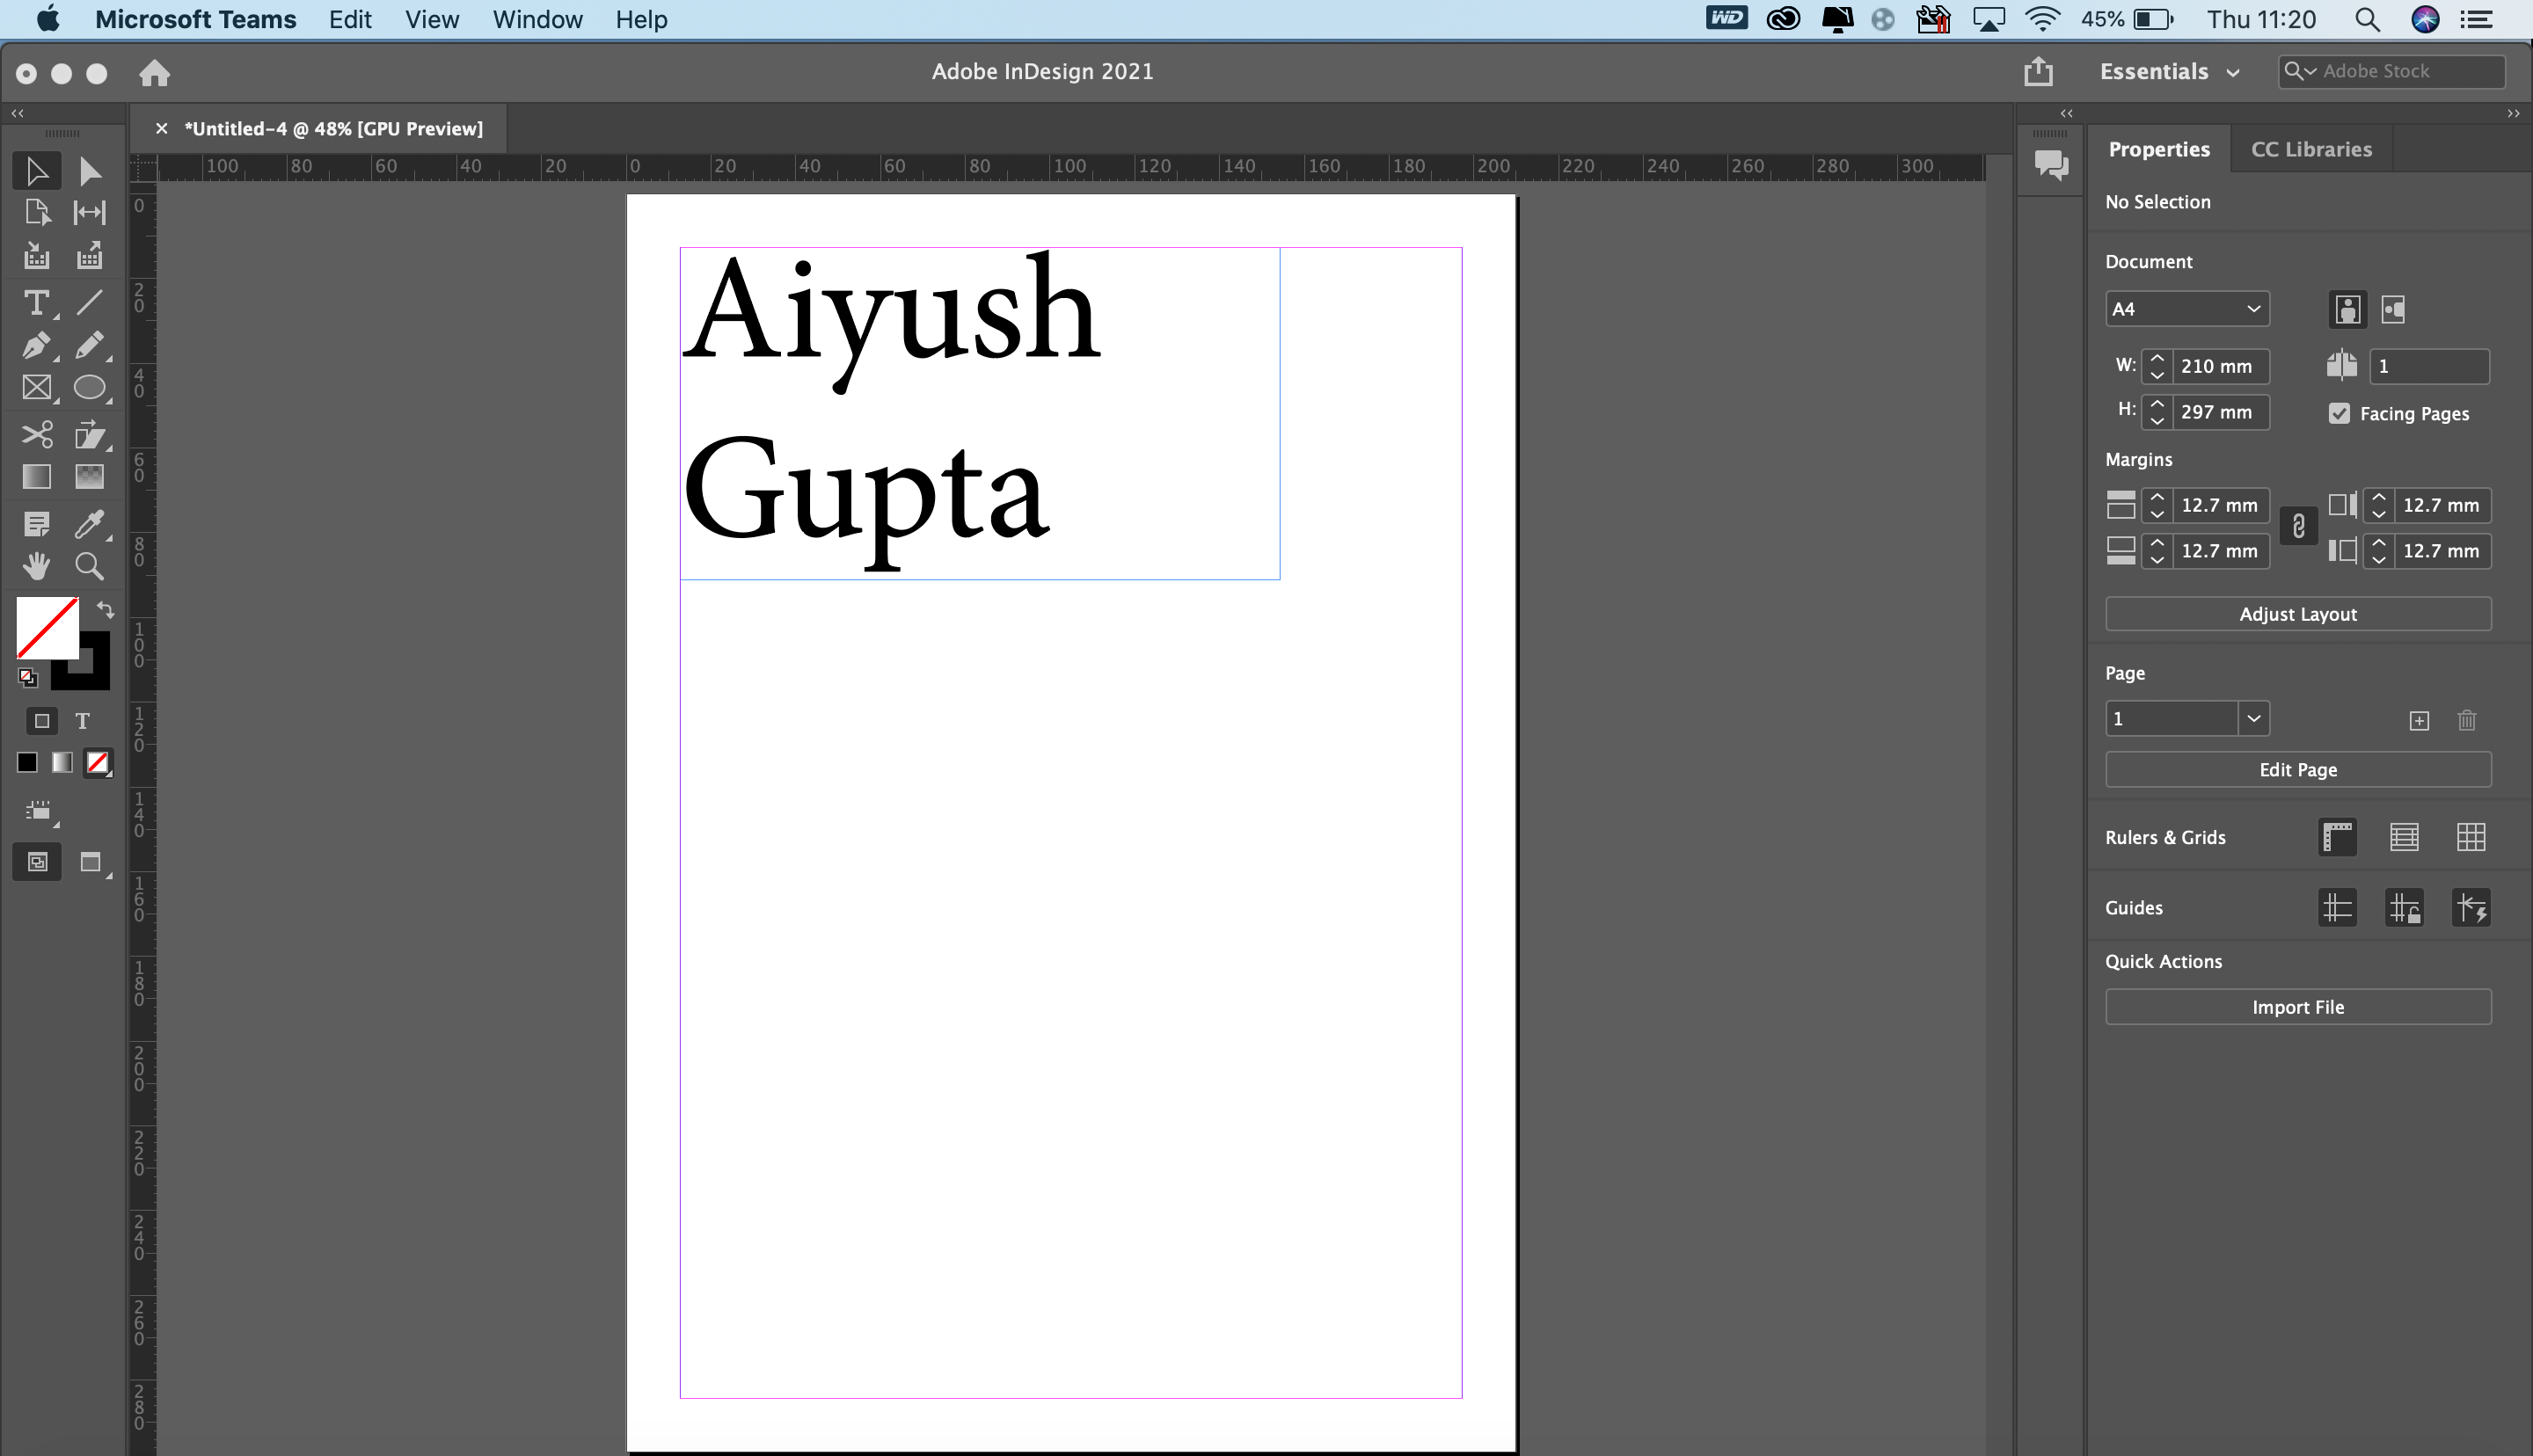 Microsoft Teams Edit View Window Help WD 45% Thu 11:20
Adobe InDesign 2021 Essentials Adobe Stock
*Untitled-4 @ 48% [GPU Preview]
100 80 60 40 20 0 20 40 60 80 100 120 140 160 180 200 220 240 260 280 300
0
20
40
60
80
100
120
140
160
180
200
220
240
260
280
Aiyush
Gupta
Properties CC Libraries
No Selection
Document
A4
W: 210 mm 1
H: 297 mm Facing Pages
Margins
12.7 mm 12.7 mm
12.7 mm 12.7 mm
Adjust Layout
Page
1
Edit Page
Rulers & Grids
Guides
Quick Actions
Import File